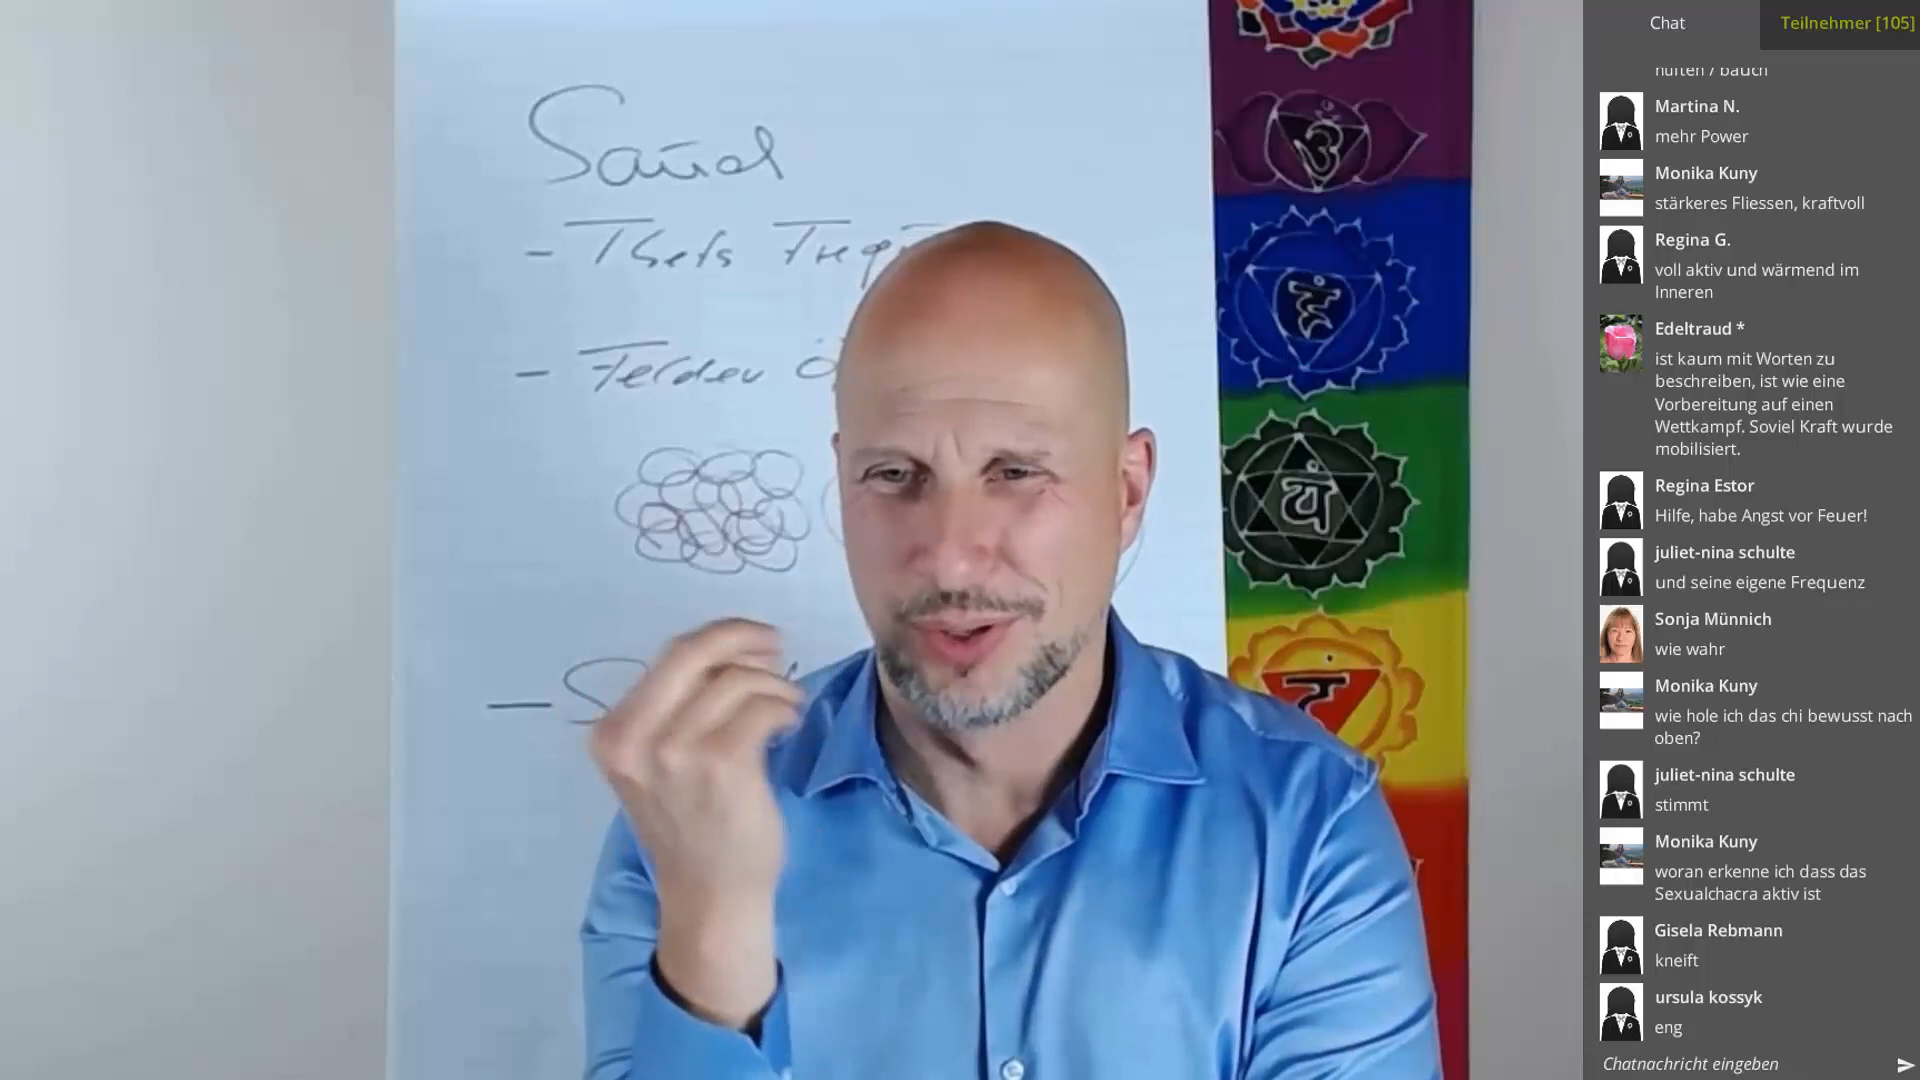 - Theta
- Felder
Chat
Teilnehmer [105]
hüften / bauch
Martina N.
mehr Power
Monika Kuny
stärkeres Fliessen, kraftvoll
Regina G.
voll aktiv und wärmend im
Inneren
Edeltraud *
ist kaum mit Worten zu
beschreiben, ist wie eine
Vorbereitung auf einen
Wettkampf. Soviel Kraft wurde
mobilisiert.
Regina Estor
Hilfe, habe Angst vor Feuer!
juliet-nina schulte
und seine eigene Frequenz
Sonja Münnich
wie wahr
Monika Kuny
wie hole ich das chi bewusst nach
oben?
juliet-nina schulte
stimmt
Monika Kuny
woran erkenne ich dass das
Sexualchacra aktiv ist
Gisela Rebmann
kneift
ursula kossyk
eng
Chatnachricht eingeben